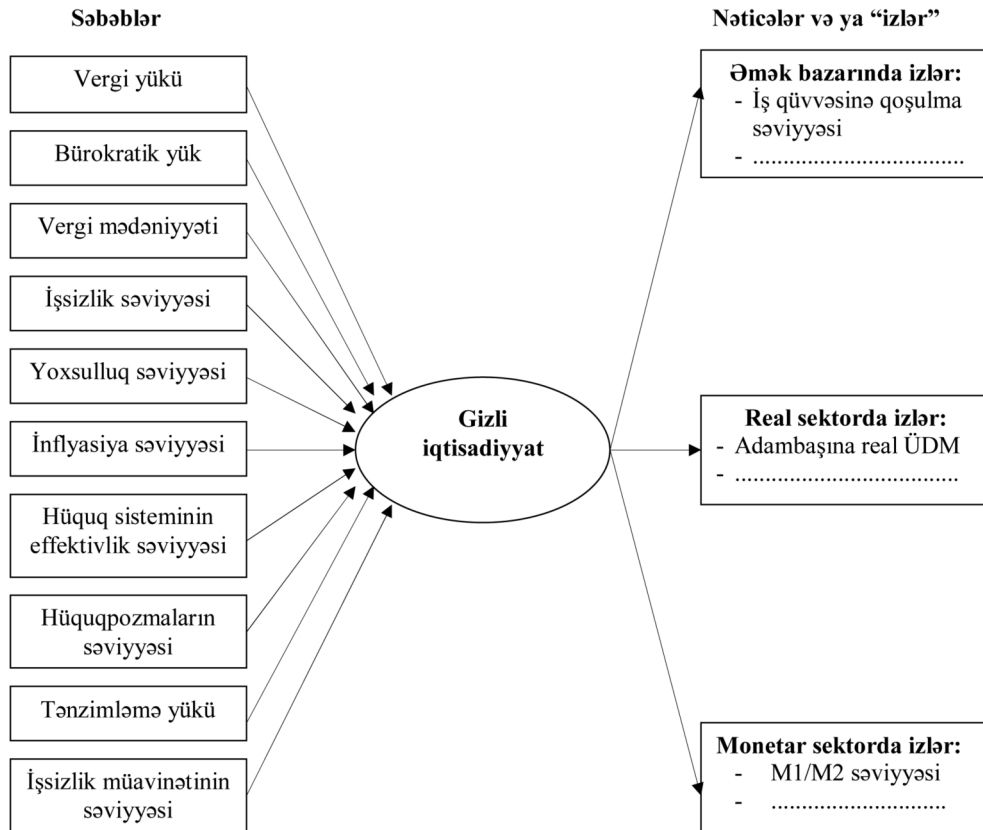 Səbəblər
Vergi yükü
Bürokratik yük
Vergi mədəniyyəti
İşsizlik səviyyəsi
Yoxsulluq səviyyəsi
İnflyasiya səviyyəsi
Hüquq sisteminin
effektivlik səviyyəsi
Hüquqpozmaların
səviyyəsi
Tənzimləmə yükü
İşsizlik müavinətinin
səviyyəsi
Gizli
iqtisadiyyat
Nəticələr və ya “izlər”
Əmək bazarında izlər:
- İş qüvvəsinə qoşulma
səviyyəsi
- ...................................
Real sektorda izlər:
- Adambaşına real ÜDM
- .....................................
Monetar sektorda izlər:
- M1/M2 səviyyəsi
- .............................